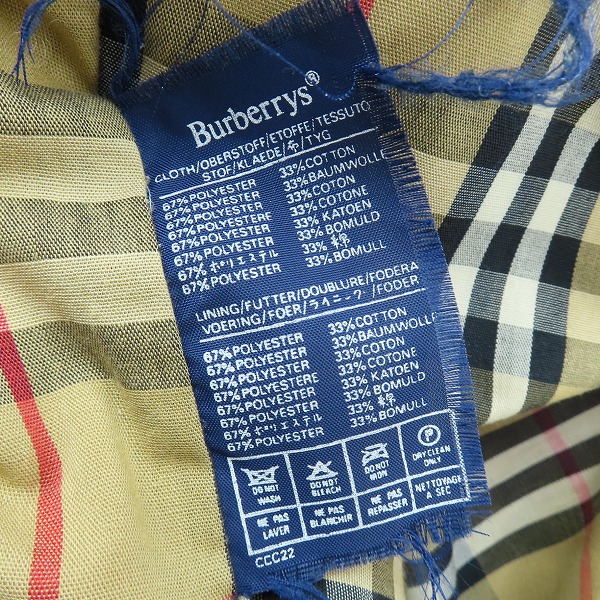 Burberrys®
CLOTH/OBERSTOFF/ETOFFE/TESSUTO
STOF/KLAEDE/布/TYG
67% POLYESTER 33% COTTON
67% POLYESTER 33% BAUMWOLLE
67% POLYESTER 33% COTON
67% POLYESTERE 33% COTONE
67% POLYESTER 33% KATOEN
67% POLYESTER 33% BOMULD
67% ポリエステル 33% 綿
67% POLYESTER 33% BOMULL
LINING/FUTTER/DOUBLURE/FODERA
VOERING/FOER/ライニング/FODER
67% POLYESTER 33% COTTON
67% POLYESTER 33% BAUMWOLLE
67% POLYESTER 33% COTON
67% POLYESTERE 33% COTONE
67% POLYESTER 33% KATOEN
67% POLYESTER 33% BOMULD
67% ポリエステル 33% 綿
67% POLYESTER 33% BOMULL
P
DO NOT WASH DO NOT BLEACH DO NOT IRON DRY CLEAN ONLY
NE PAS LAVER NE PAS BLANCHIR NE PAS REPASSER NETTOYAGE A SEC
CCC22